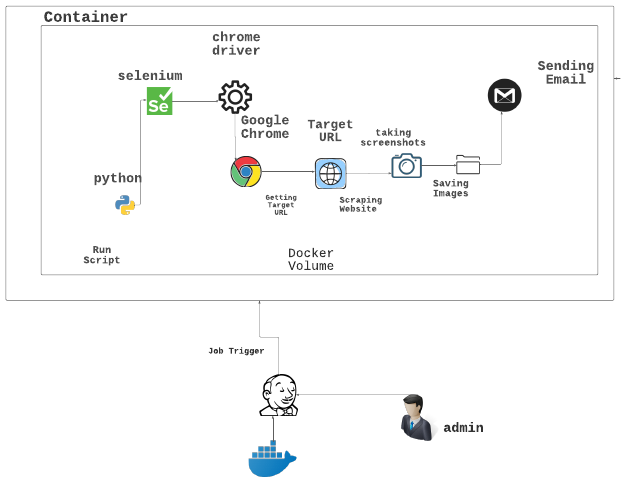 Container
chrome
driver
selenium
Sending
Email
Se
Google
Chrome
Target
URL
taking
screenshots
python
Getting
Target
URL
Scraping
Website
Saving
Images
Run
Script
Docker
Volume
Job Trigger
admin